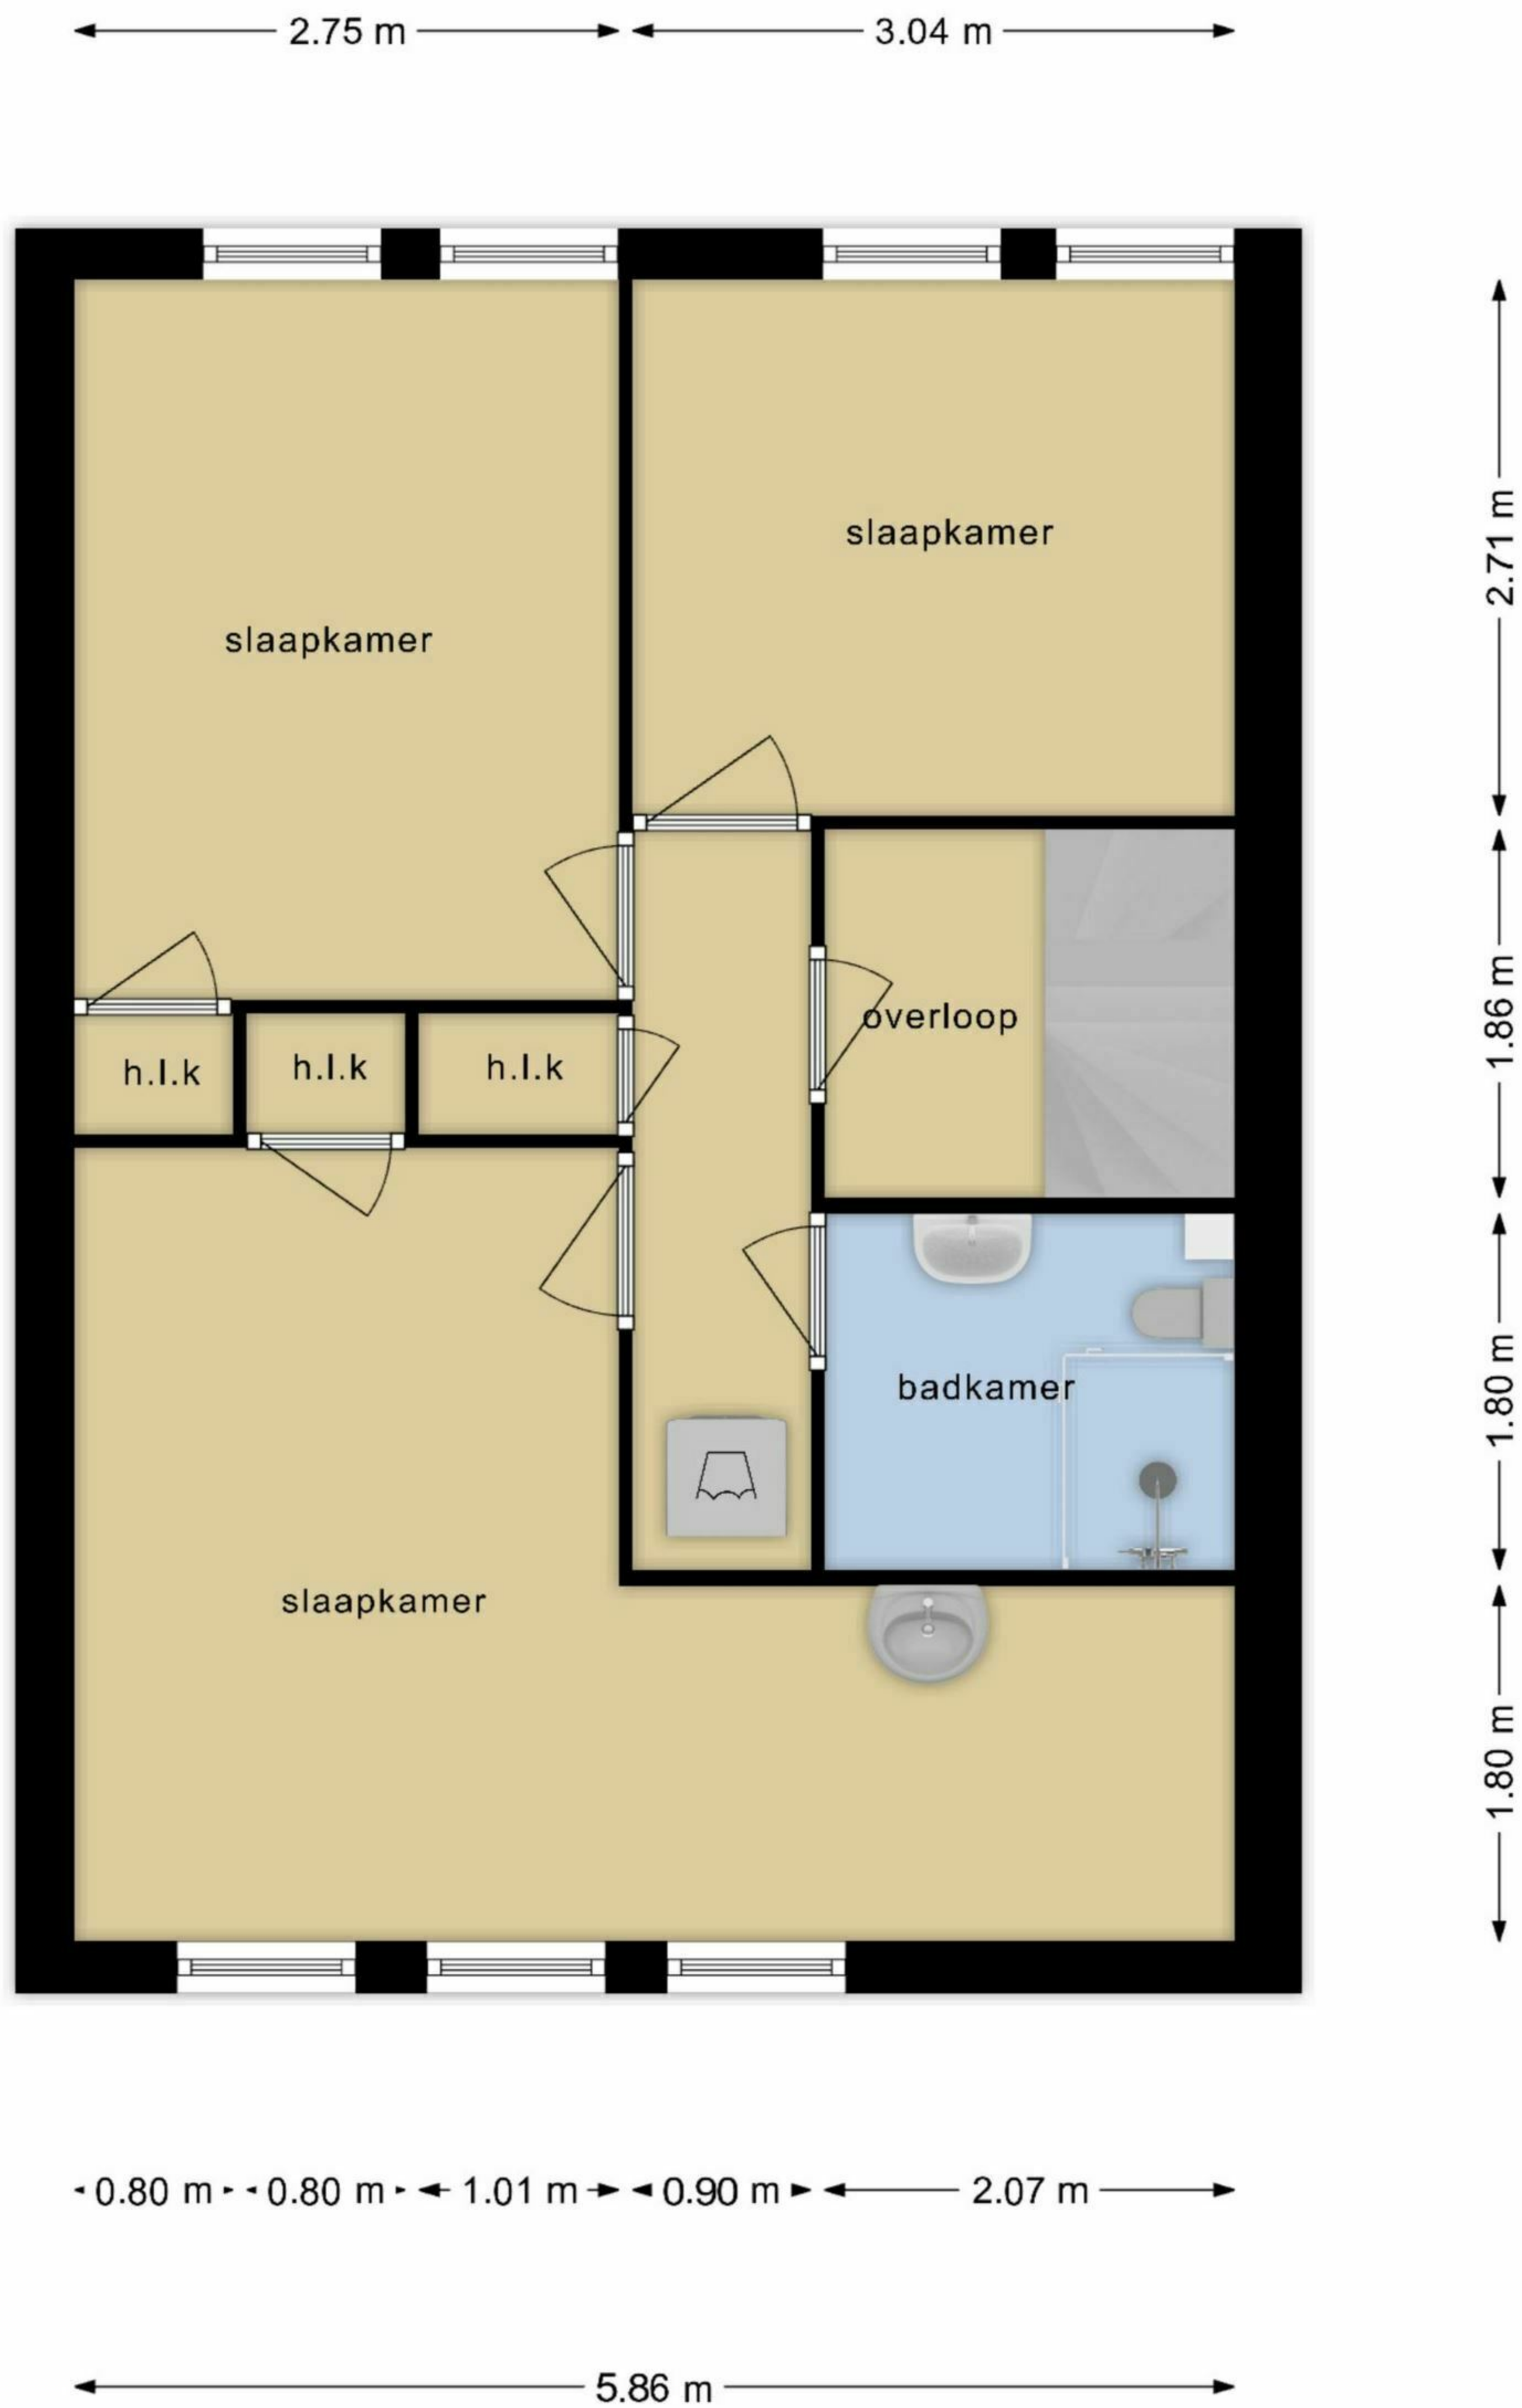 2.75 m
3.04 m
slaapkamer
2.71 m
slaapkamer
overloop
1.86 m
h.l.k
h.l.k
h.l.k
badkamer
1.80 m
slaapkamer
1.80 m
0.80 m
0.80 m
1.01 m
0.90 m
2.07 m
5.86 m